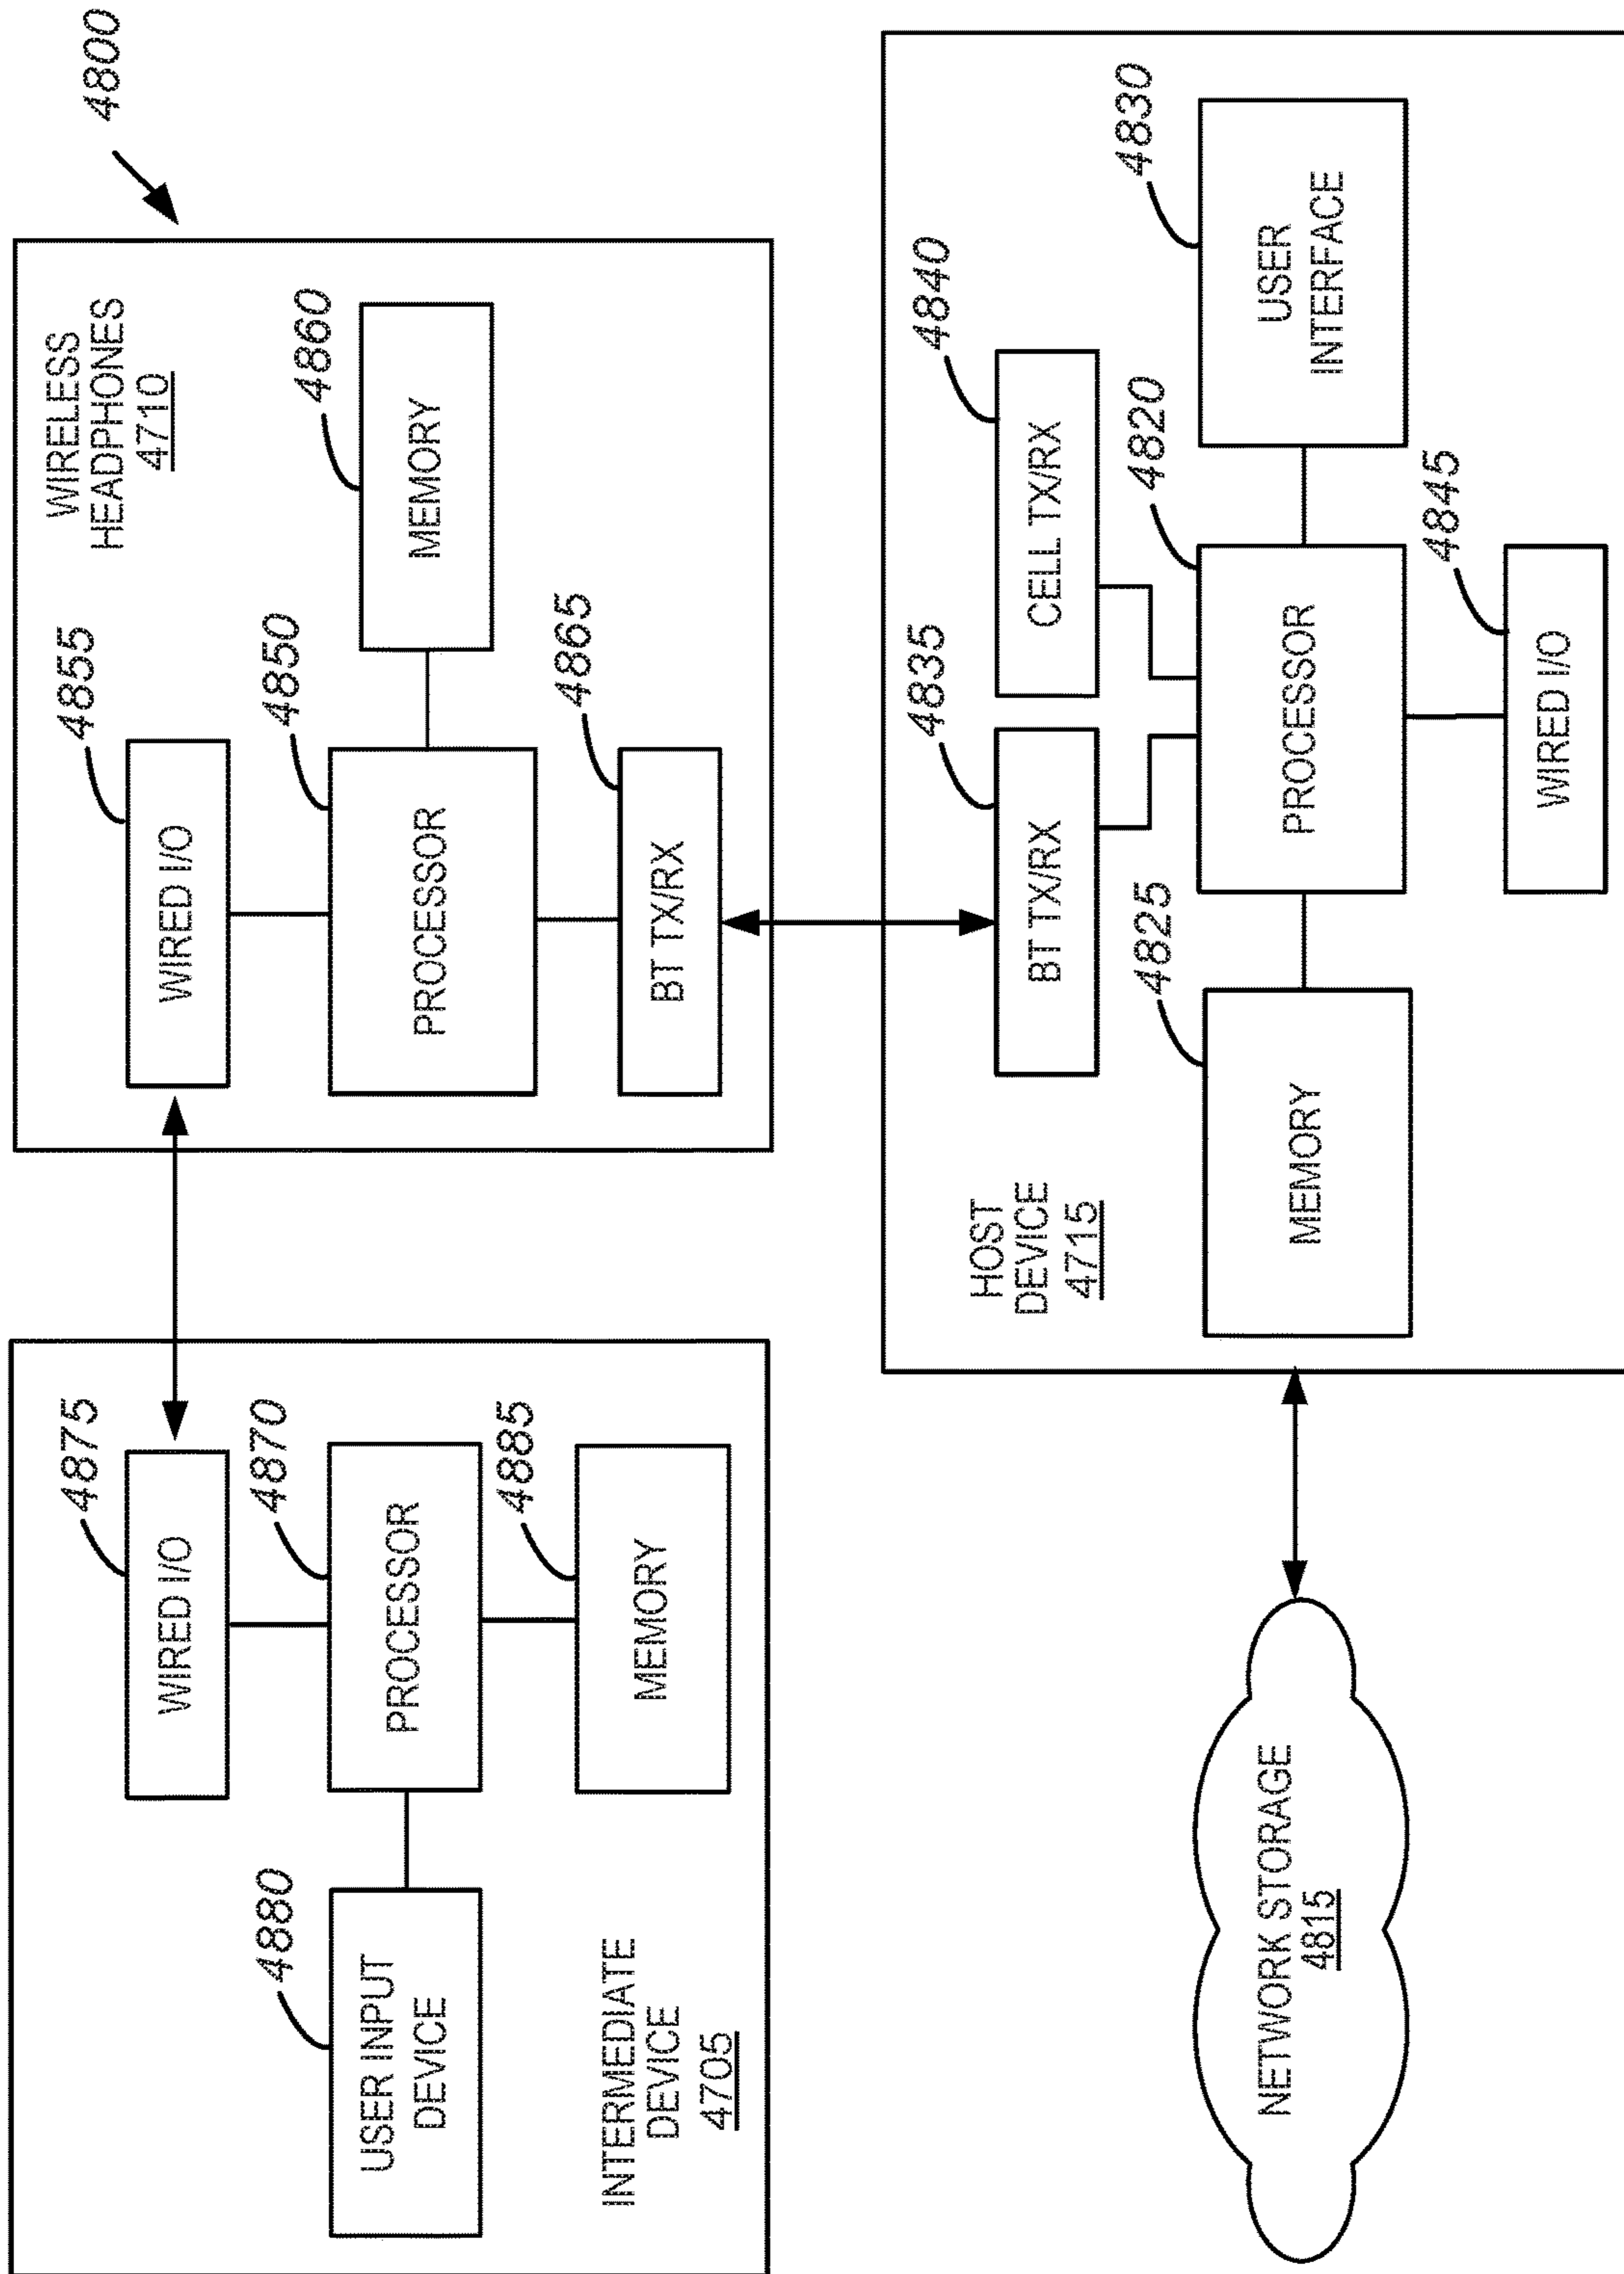 4800
INTERMEDIATE
DEVICE
4705
USER INPUT
DEVICE
4880
WIRED I/O
4875
PROCESSOR
4870
MEMORY
4885
WIRELESS
HEADPHONES
4710
WIRED I/O
4855
PROCESSOR
4850
MEMORY
4860
BT TX/RX
4865
NETWORK STORAGE
4815
HOST
DEVICE
4715
BT TX/RX
4835
CELL TX/RX
4840
MEMORY
4825
PROCESSOR
4820
USER
INTERFACE
4830
WIRED I/O
4845